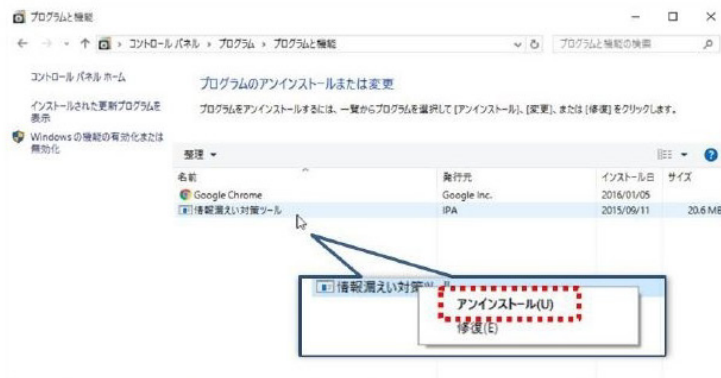 プログラムと機能
コントロール パネル › プログラム › プログラムと機能
プログラムと機能の検索
コントロール パネル ホーム
インストールされた更新プログラムを
表示
Windows の機能の有効化または
無効化
プログラムのアンインストールまたは変更
プログラムをアンインストールするには、一覧からプログラムを選択して [アンインストール]、[変更]、または [修復] をクリックします。
整理
名前 発行元 インストール日 サイズ
Google Chrome Google Inc. 2016/01/05
情報漏えい対策ツール IPA 2015/09/11 20.6 MB
情報漏えい対策
アンインストール(U)
修復(E)